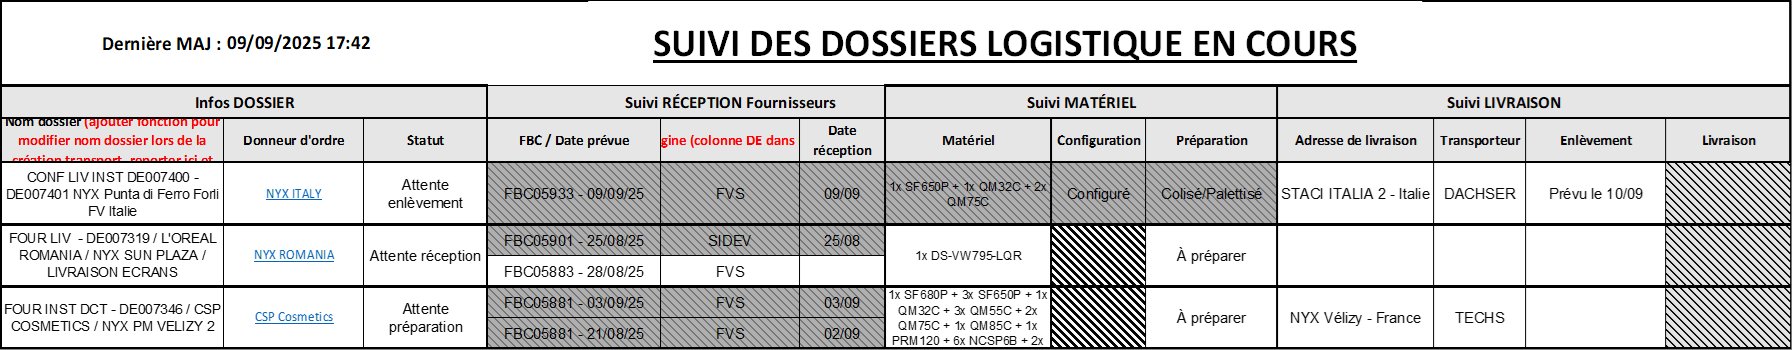 Dernière MAJ : 09/09/2025 17:42
SUIVI DES DOSSIERS LOGISTIQUE EN COURS
Infos DOSSIER
Suivi RÉCEPTION Fournisseurs
Suivi MATÉRIEL
Suivi LIVRAISON
Nom dossier (ajouter fonction pour
modifier nom dossier lors de la
création transport, reporter ici et
Donneur d'ordre
Statut
FBC / Date prévue
gine (colonne DE dans
Date
réception
Matériel
Configuration
Préparation
Adresse de livraison
Transporteur
Enlèvement
Livraison
CONF LIV INST DE007400 -
DE007401 NYX Punta di Ferro Forli
FV Italie
NYX ITALY
Attente
enlèvement
FBC05933 - 09/09/25
FVS
09/09
1x SF650P + 1x QM32C + 2x
QM75C
Configuré
Colisé/Palettisé
STACI ITALIA 2 - Italie
DACHSER
Prévu le 10/09
FOUR LIV - DE007319 / L'OREAL
ROMANIA / NYX SUN PLAZA /
LIVRAISON ECRANS
NYX ROMANIA
Attente réception
FBC05901 - 25/08/25
SIDEV
25/08
FBC05883 - 28/08/25
FVS
1x DS-VW795-LQR
À préparer
FOUR INST DCT - DE007346 / CSP
COSMETICS / NYX PM VELIZY 2
CSP Cosmetics
Attente
préparation
FBC05881 - 03/09/25
FVS
03/09
FBC05881 - 21/08/25
FVS
02/09
1x SF680P + 3x SF650P + 1x
QM32C + 3x QM55C + 2x
QM75C + 1x QM85C + 1x
PRM120 + 6x NCSP6B + 2x
À préparer
NYX Vélizy - France
TECHS